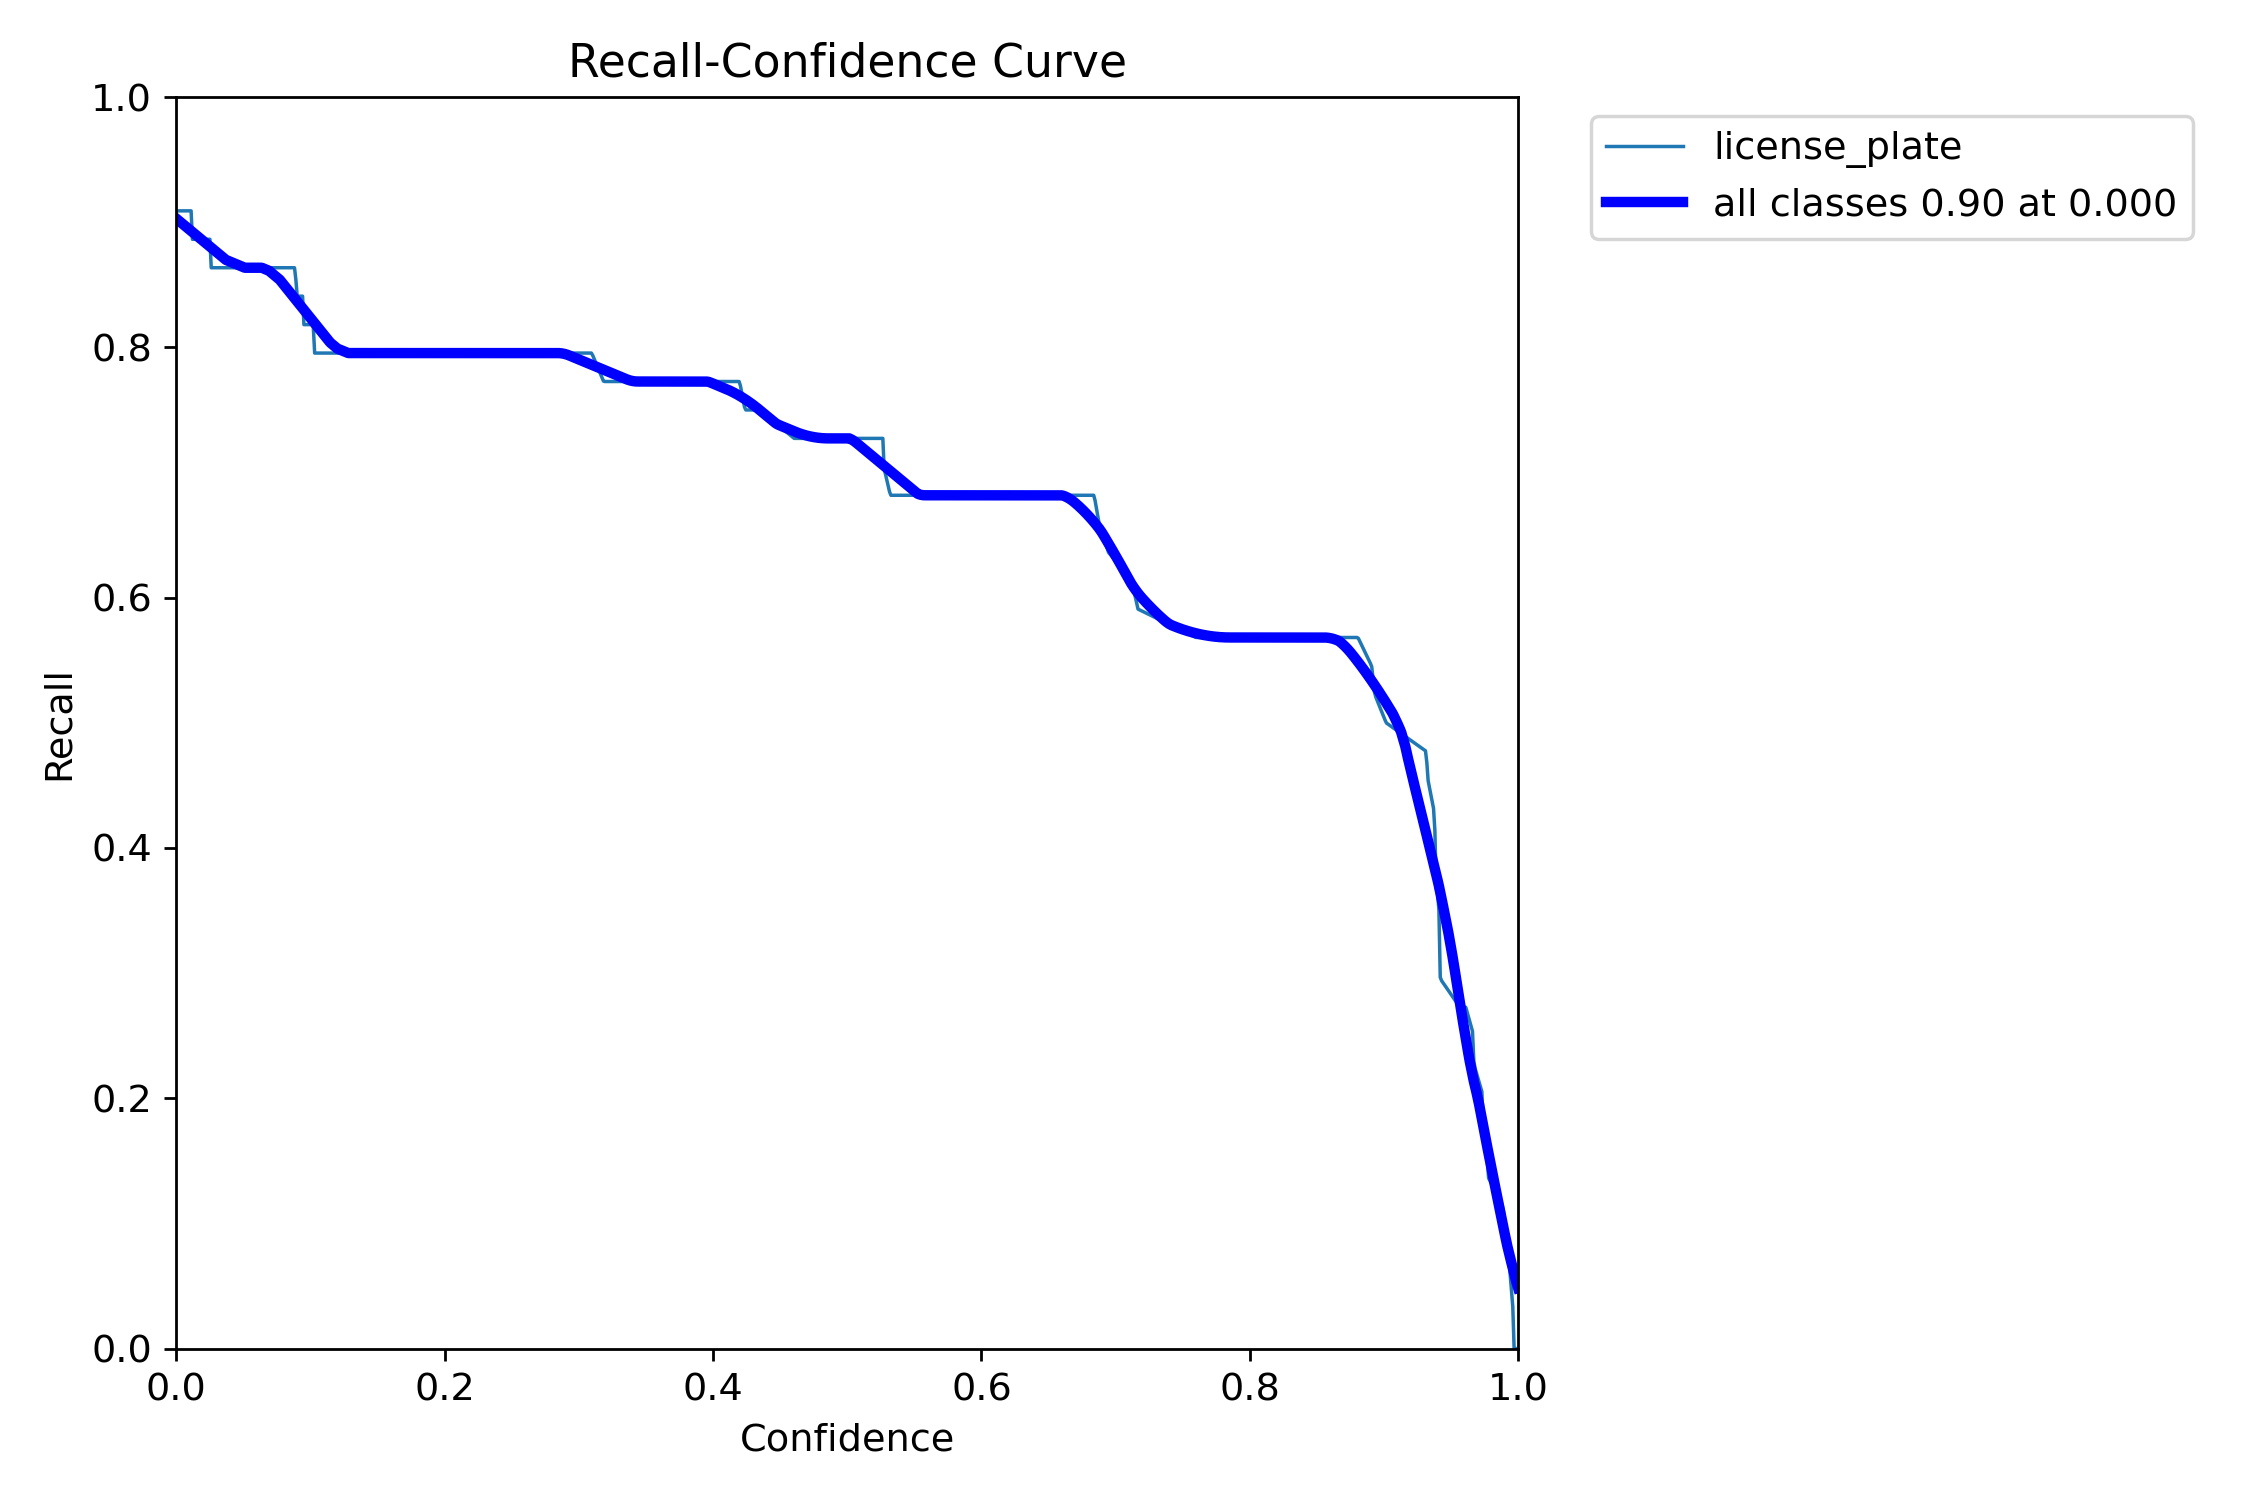 Recall-Confidence Curve
1.0
0.8
0.6
0.4
0.2
0.0
Recall
0.0 0.2 0.4 0.6 0.8 1.0
Confidence
license_plate
all classes 0.90 at 0.000